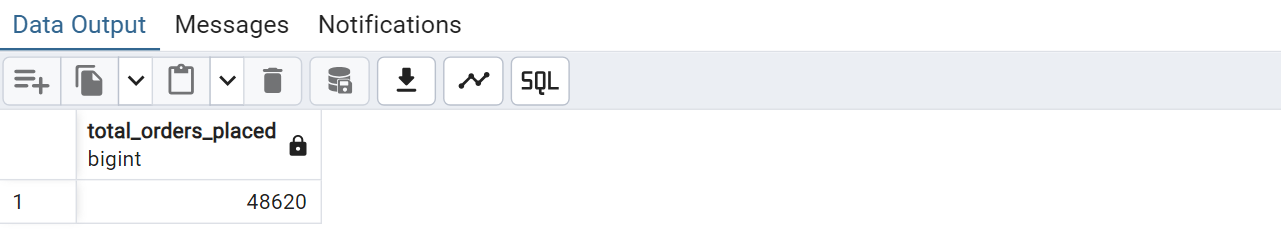 Data Output Messages Notifications
SQL
total_orders_placed
bigint
1 48620